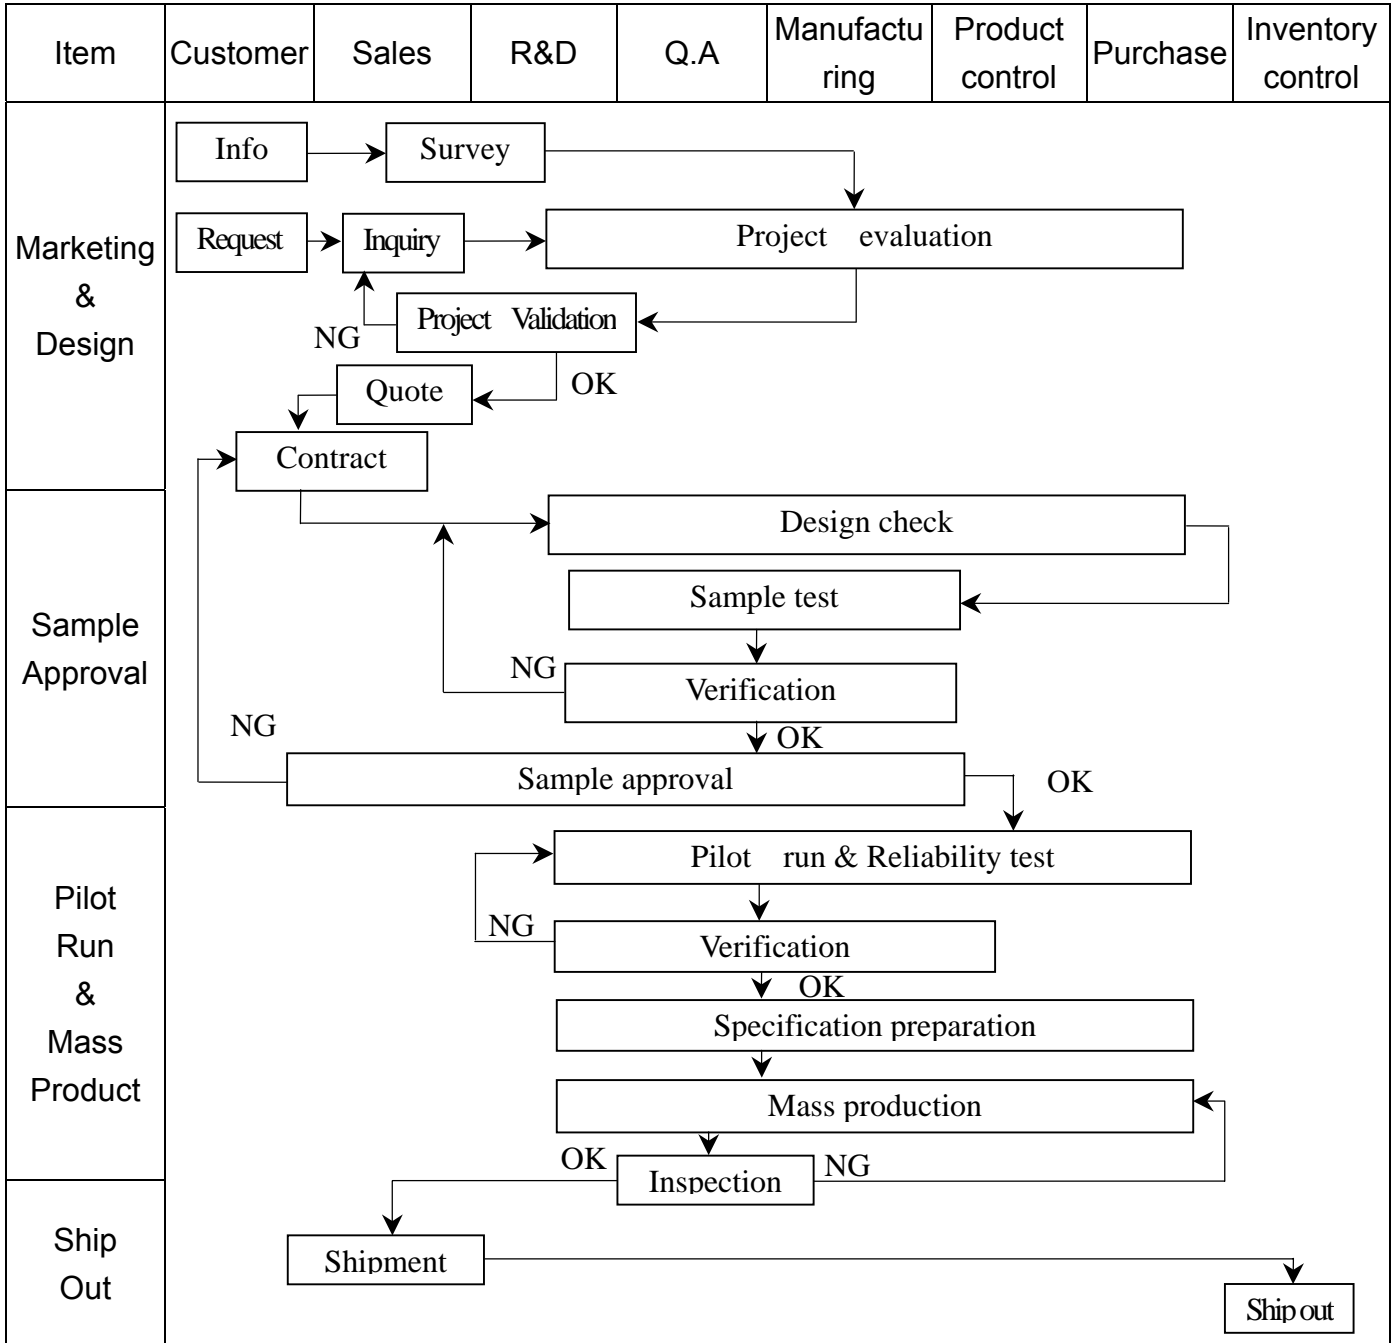 Item
Customer
Sales
R&D
Q.A
Manufactu
ring
Product
control
Purchase
Inventory
control
Marketing
&
Design
Info
Survey
Request
Inquiry
Project evaluation
NG
Project Validation
Quote
OK
Contract
Sample
Approval
Design check
Sample test
NG
Verification
NG
OK
Sample approval
OK
Pilot
Run
&
Mass
Product
Pilot run & Reliability test
NG
Verification
OK
Specification preparation
Mass production
OK
Inspection
NG
Ship
Out
Shipment
Ship out